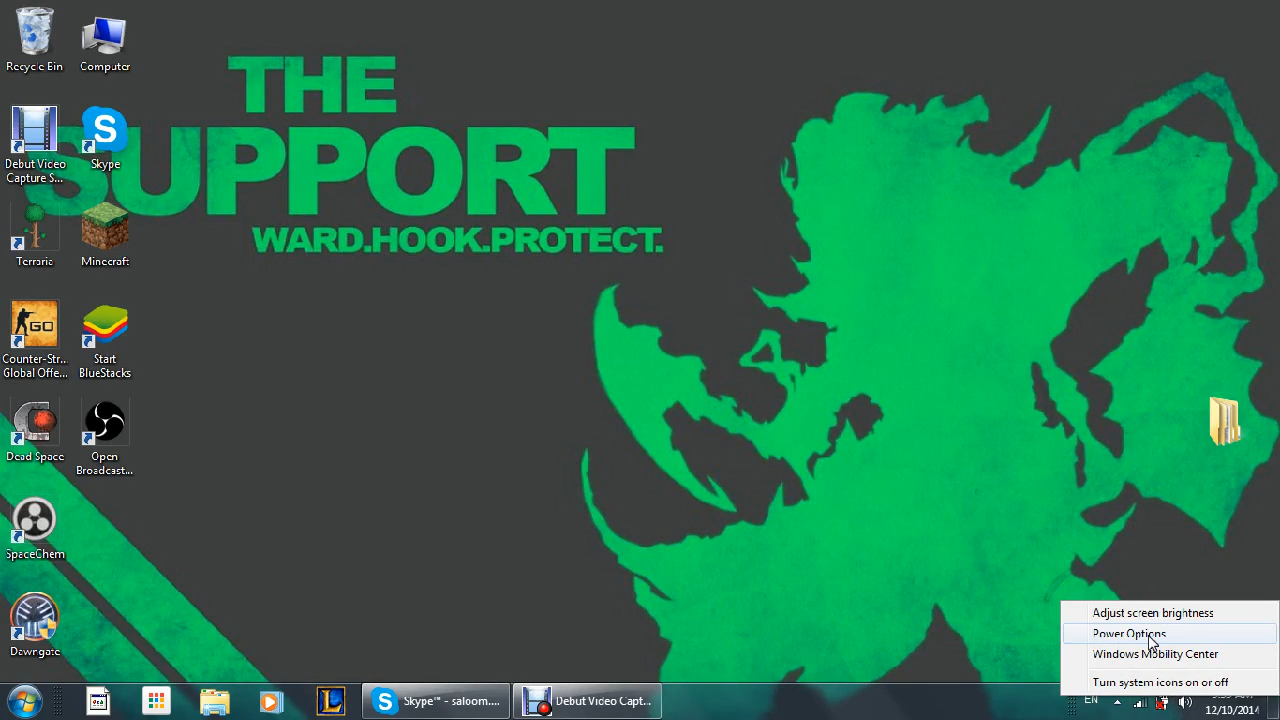 Recycle Bin
Computer
THE
SUPPORT
WARD.HOOK.PROTECT.
Debut Video
Capture S...
Skype
Terraria
Minecraft
GO
Counter-Str...
Global Offe...
Start
BlueStacks
Dead Space
Open
Broadcast...
SpaceChem
Dawngate
Adjust screen brightness
Power Options
Windows Mobility Center
Turn system icons on or off
Skype™ - saloom....
Debut Video Capt...
EN
12/10/2014